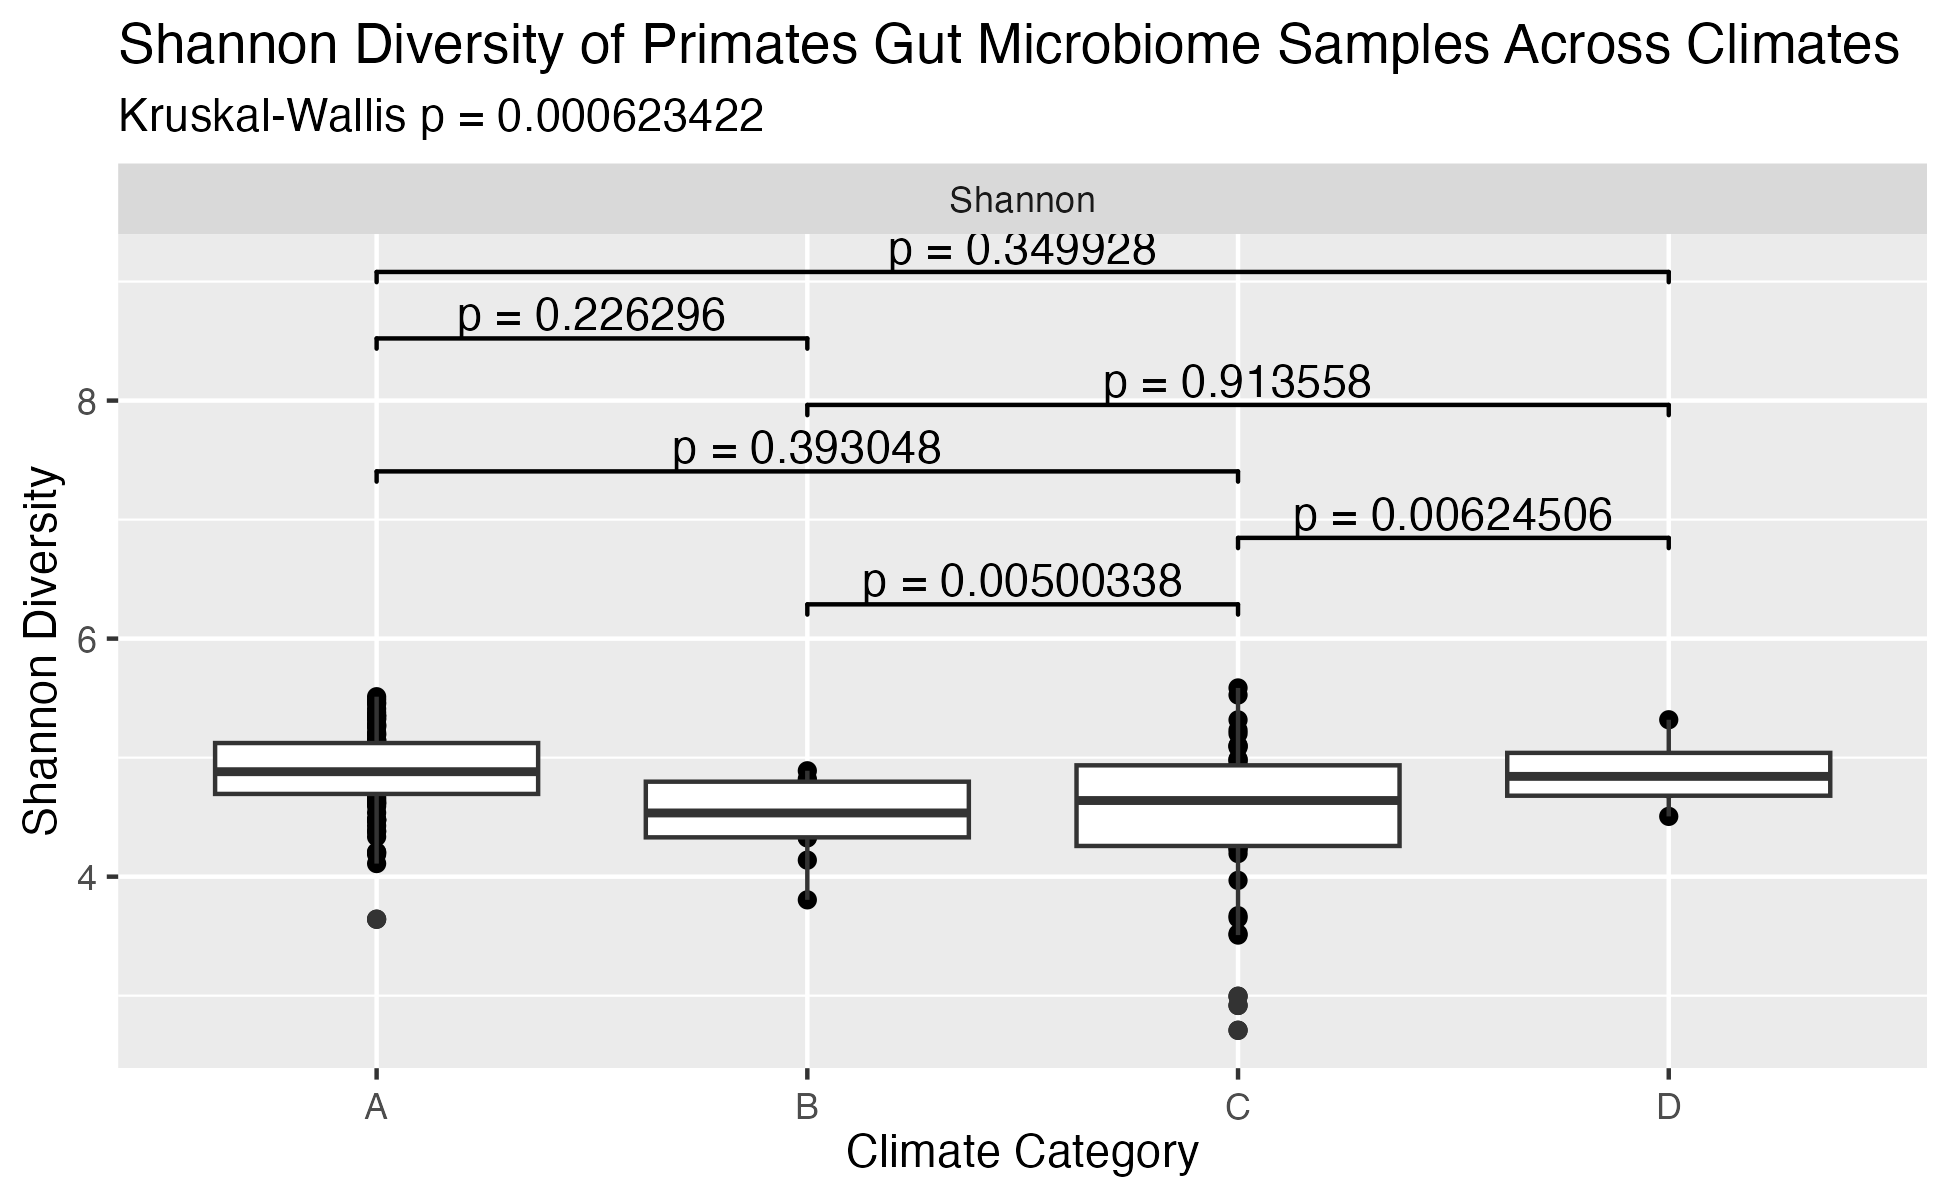 Shannon Diversity of Primates Gut Microbiome Samples Across Climates
Kruskal-Wallis p = 0.000623422
Shannon
p = 0.349928
p = 0.226296
p = 0.913558
p = 0.393048
p = 0.00624506
p = 0.00500338
8
6
4
Shannon Diversity
A B C D
Climate Category